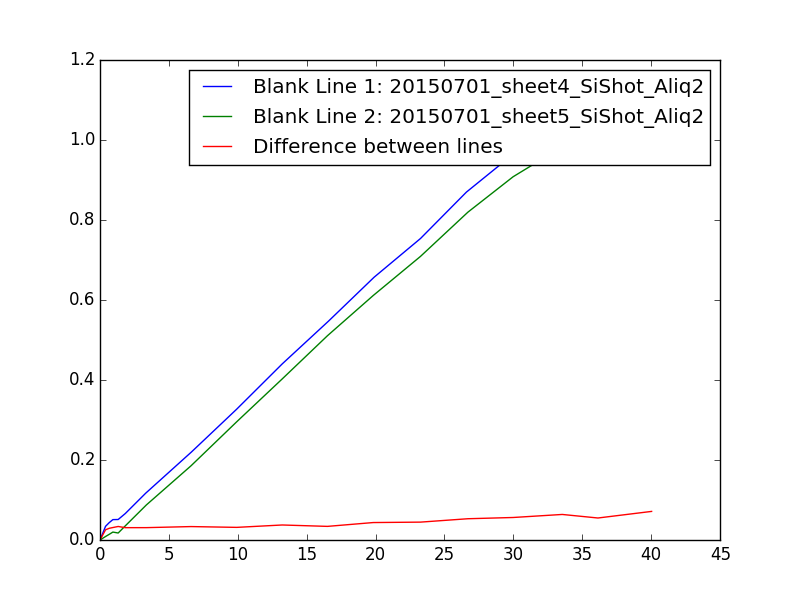 1.2
Blank Line 1: 20150701_sheet4_SiShot_Aliq2
Blank Line 2: 20150701_sheet5_SiShot_Aliq2
Difference between lines
1.0
0.8
0.6
0.4
0.2
0.0
0 5 10 15 20 25 30 35 40 45